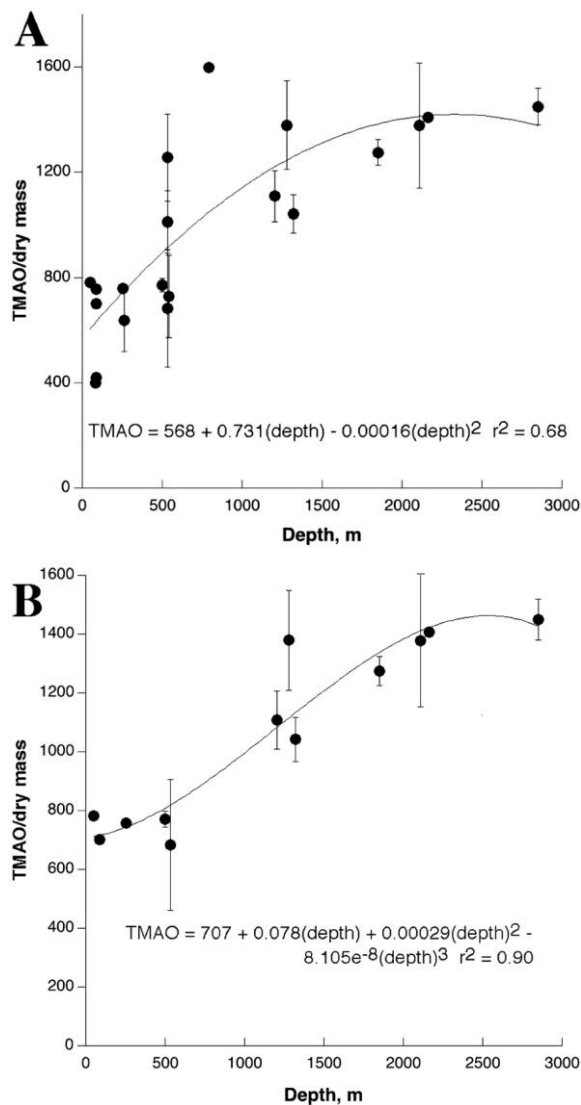 A
1600
1200
800
400
0
TMAO/dry mass
TMAO = 568 + 0.731(depth) - 0.00016(depth)² r² = 0.68
0 500 1000 1500 2000 2500 3000
Depth, m
B
1600
1400
1200
1000
800
600
400
200
0
TMAO/dry mass
TMAO = 707 + 0.078(depth) + 0.00029(depth)² -
8.105e⁻⁸(depth)³ r² = 0.90
0 500 1000 1500 2000 2500 3000
Depth, m